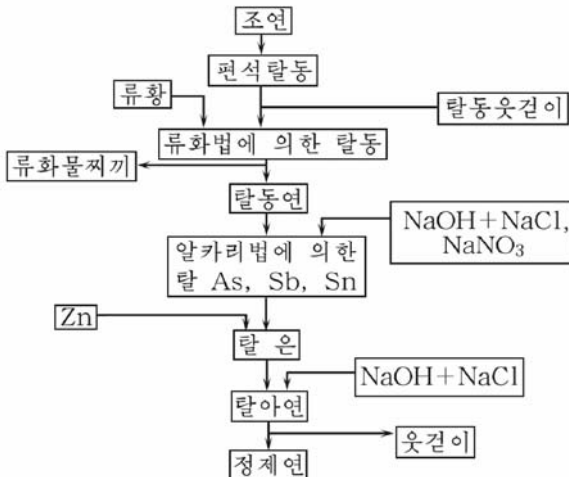 조연
편석탈동
류황
탈동웃걷이
류화법에 의한 탈동
류화물찌끼
탈동연
NaOH+NaCl,
NaNO₃
알카리법에 의한
탈 As, Sb, Sn
Zn
탈 은
NaOH+NaCl
탈아연
웃걷이
정제연